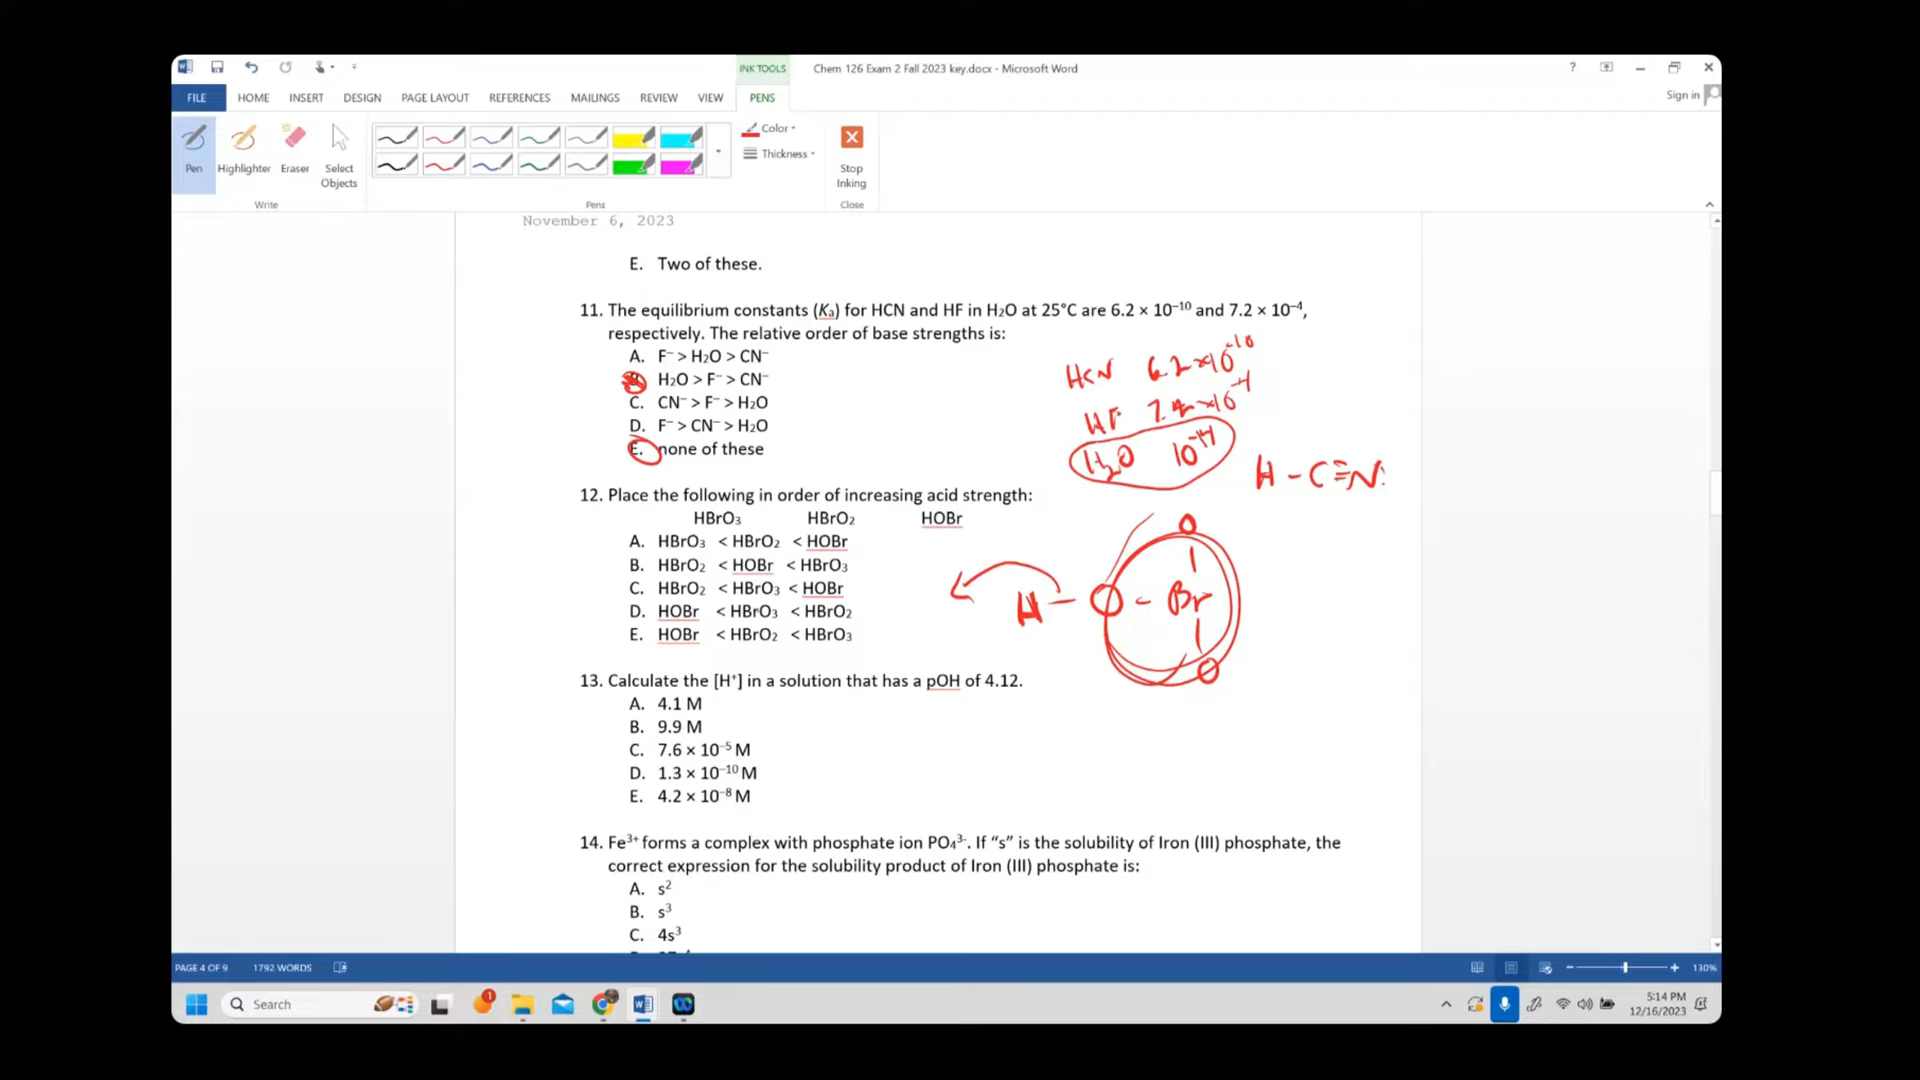 INK TOOLS
Chem 126 Exam 2 Fall 2023 key.docx - Microsoft Word
?
Sign in
FILE HOME INSERT DESIGN PAGE LAYOUT REFERENCES MAILINGS REVIEW VIEW PENS
Pen Highlighter Eraser Select Objects
Color
Thickness
Stop Inking
Write Pens Close
November 6, 2023
E. Two of these.
11. The equilibrium constants (Ka) for HCN and HF in H₂O at 25°C are 6.2 × 10⁻¹⁰ and 7.2 × 10⁻⁴,
respectively. The relative order of base strengths is:
A. F⁻ > H₂O > CN⁻
H₂O > F⁻ > CN⁻
C. CN⁻ > F⁻ > H₂O
D. F⁻ > CN⁻ > H₂O
E. none of these
HCN 6.2 × 10⁻¹⁰
HF
H₂O 10⁻¹⁴
H - C≡N:
12. Place the following in order of increasing acid strength:
HBrO₃ HBrO₂ HOBr
A. HBrO₃ < HBrO₂ < HOBr
B. HBrO₂ < HOBr < HBrO₃
C. HBrO₂ < HBrO₃ < HOBr
D. HOBr < HBrO₃ < HBrO₂
E. HOBr < HBrO₂ < HBrO₃
O
H - O - Br
O
13. Calculate the [H⁺] in a solution that has a pOH of 4.12.
A. 4.1 M
B. 9.9 M
C. 7.6 × 10⁻⁵ M
D. 1.3 × 10⁻¹⁰ M
E. 4.2 × 10⁻⁸ M
14. Fe³⁺ forms a complex with phosphate ion PO₄³⁻. If “s” is the solubility of Iron (III) phosphate, the
correct expression for the solubility product of Iron (III) phosphate is:
A. s²
B. s³
C. 4s³
PAGE 4 OF 9 1792 WORDS
130%
Search
1
5:14 PM
12/16/2023